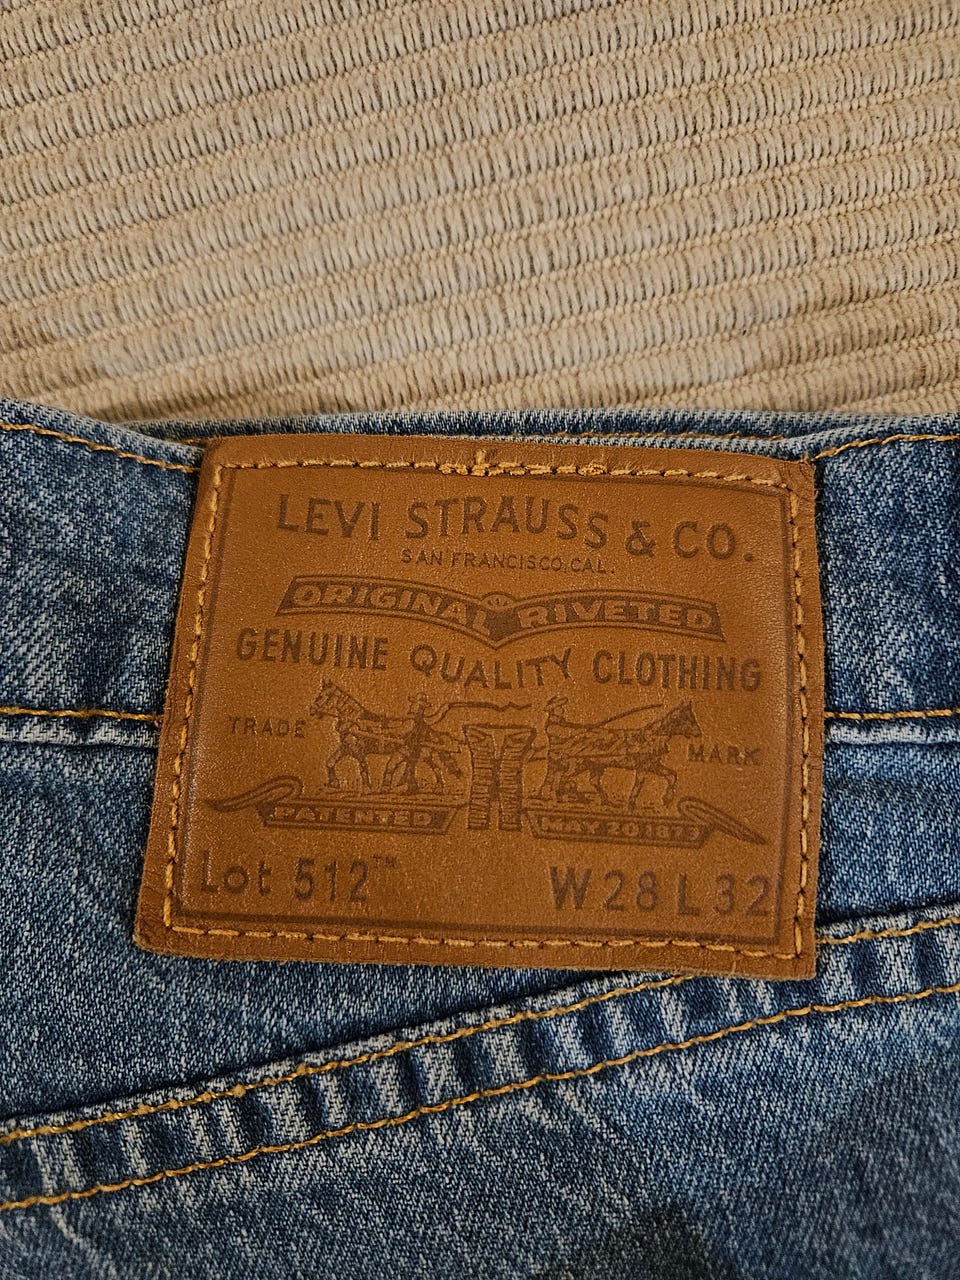 LEVI STRAUSS & CO.
SAN FRANCISCO, CAL.
ORIGINAL RIVETED
GENUINE QUALITY CLOTHING
TRADE MARK
PATENTED MAY 20 1873
Lot 512™ W28 L32